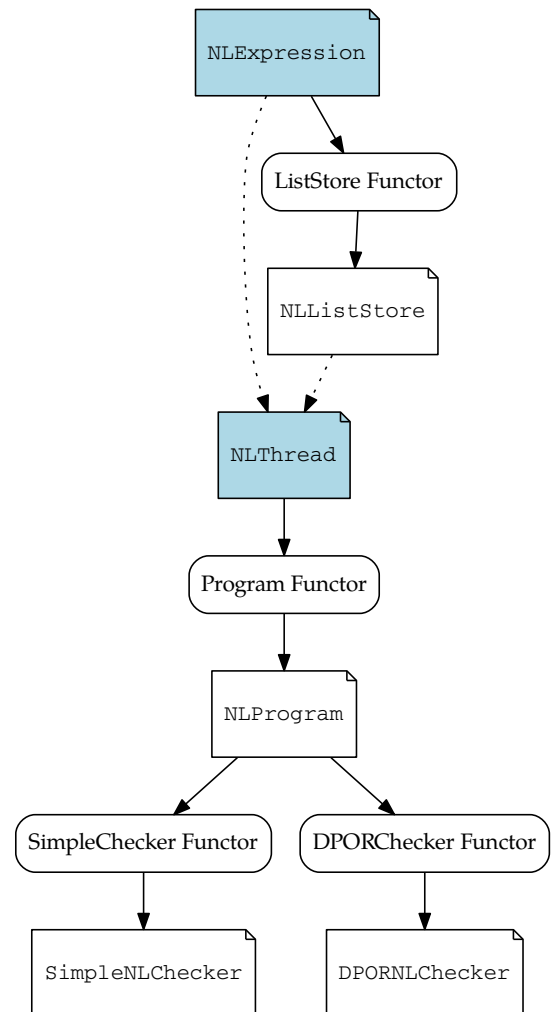 NLExpression
ListStore Functor
NLListStore
NLThread
Program Functor
NLProgram
SimpleChecker Functor
DPORChecker Functor
SimpleNLChecker
DPORNLChecker